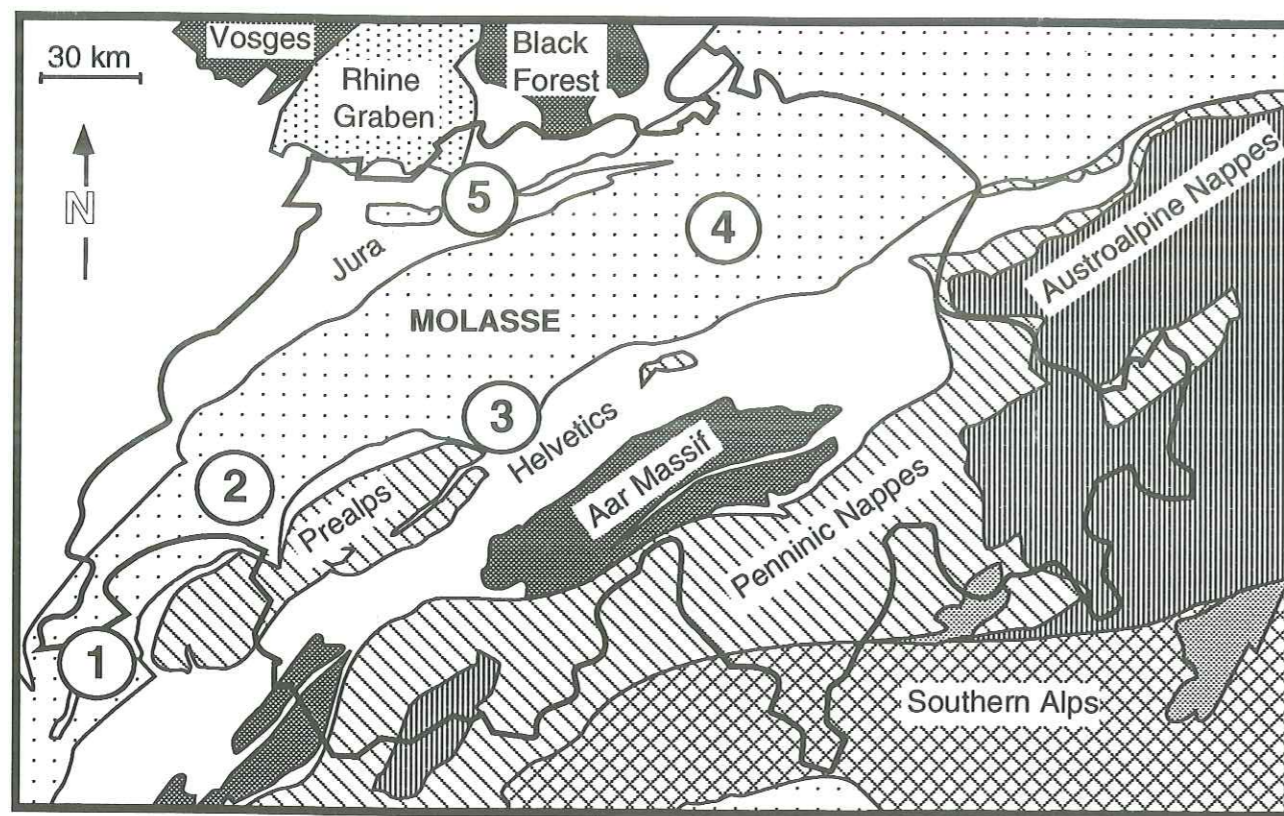 Vosges
30 km
Black
Forest
Rhine
Graben
N
5
4
Jura
Austroalpine Nappes
MOLASSE
3
Helvetics
2
Prealps
Aar Massif
Penninic Nappes
1
Southern Alps